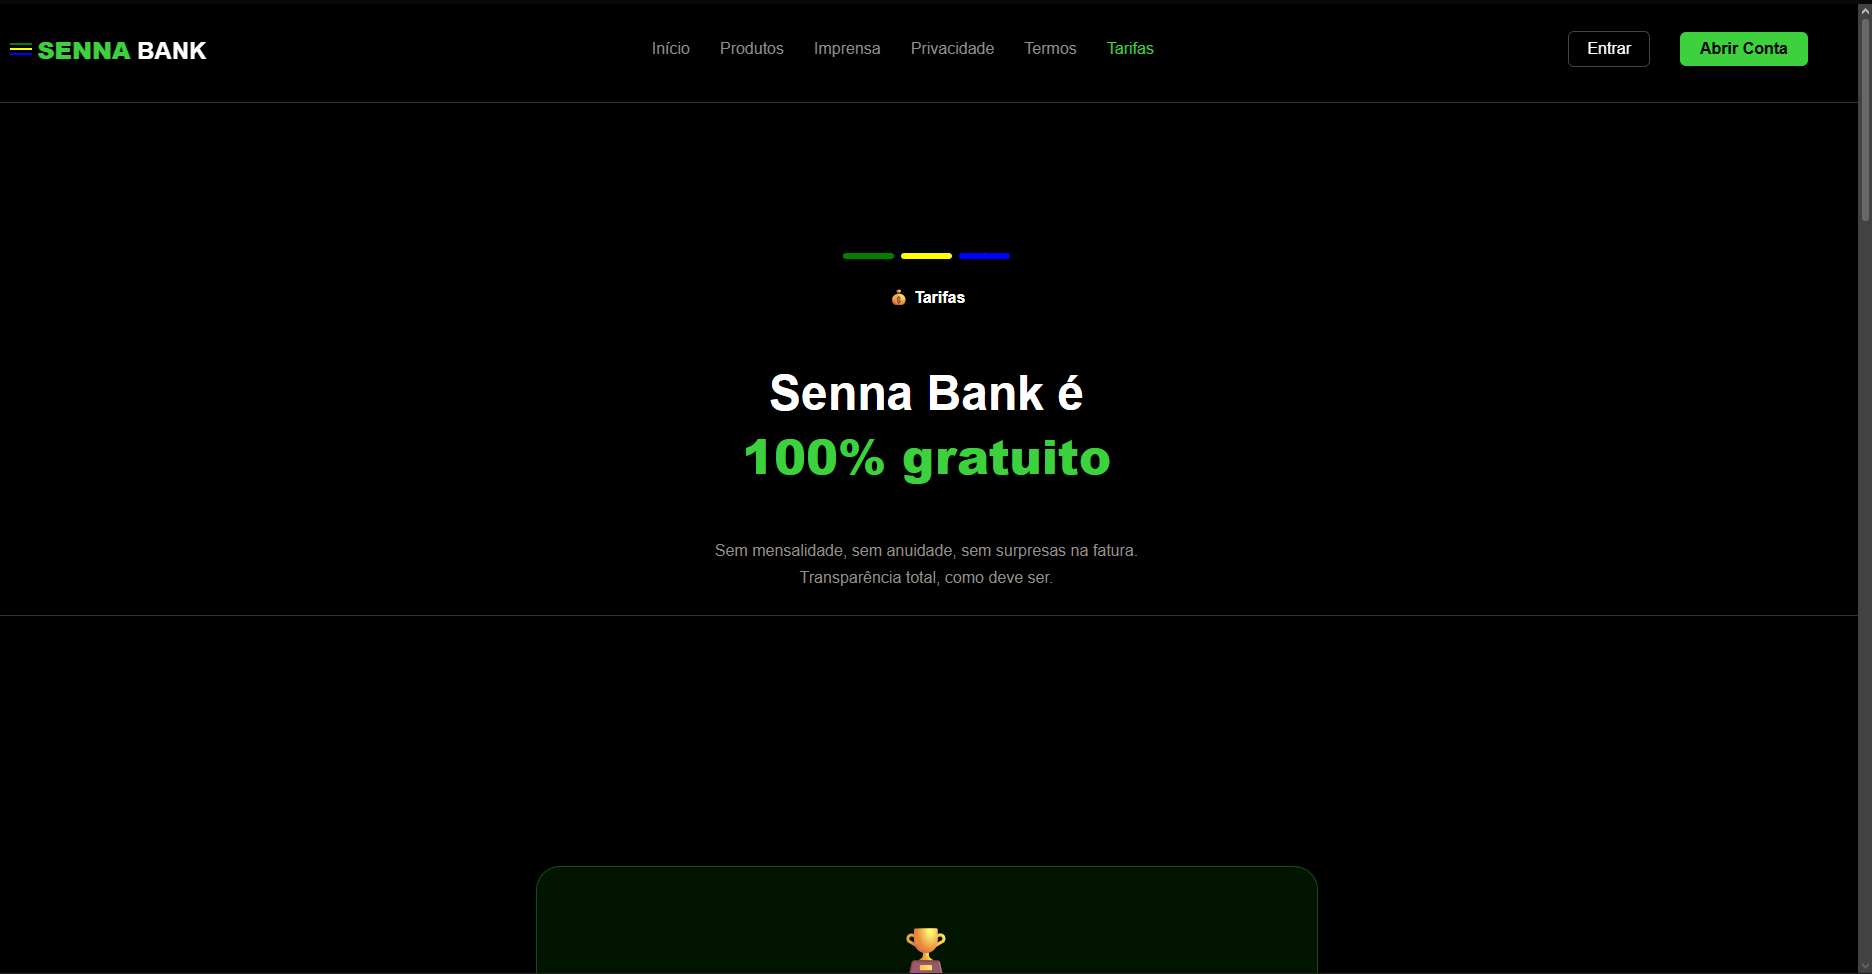 SENNA BANK
Início Produtos Imprensa Privacidade Termos Tarifas
Entrar
Abrir Conta
Tarifas
Senna Bank é
100% gratuito
Sem mensalidade, sem anuidade, sem surpresas na fatura.
Transparência total, como deve ser.